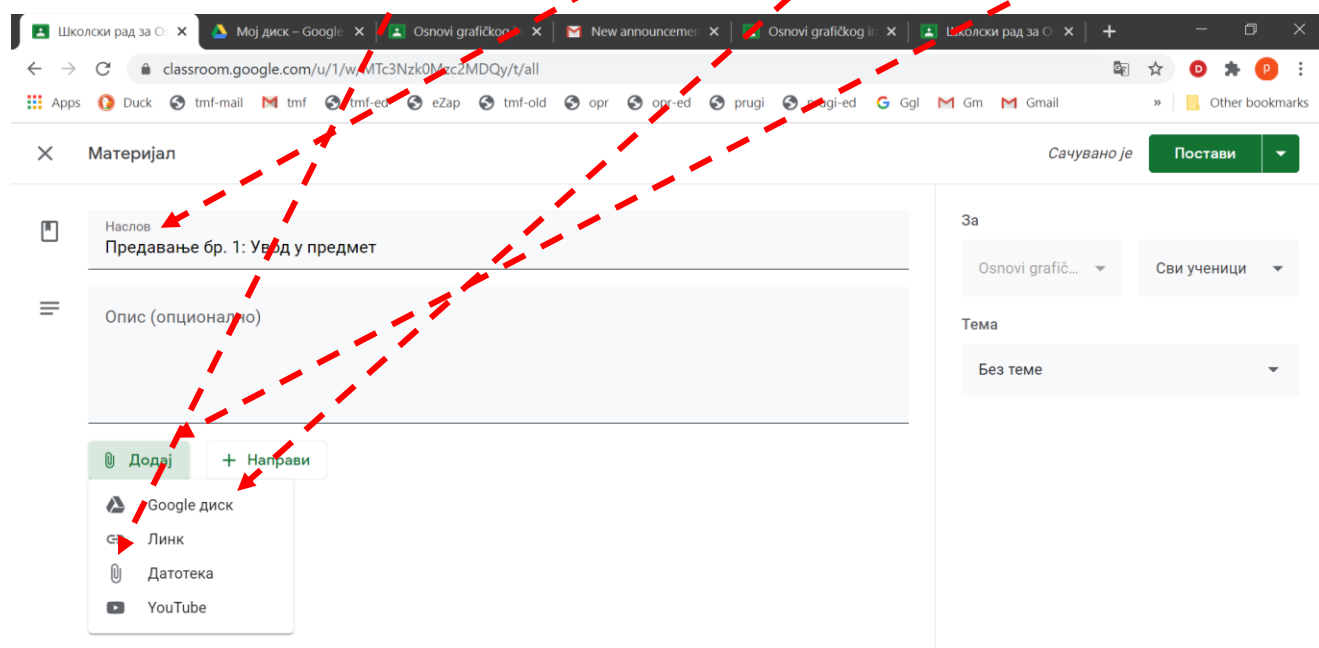 Школски рад за О Мој диск – Google Osnovi grafičkog i New announcemen Osnovi grafičkog in Школски рад за О
classroom.google.com/u/1/w/MTc3Nzk0Mzc2MDQy/t/all
Apps Duck tmf-mail tmf tmf-ed eZap tmf-old opr opr-ed prugi prugi-ed Ggl Gm Gmail » Other bookmarks
Материјал Сачувано је Постави
Наслов
Предавање бр. 1: Увод у предмет
За
Osnovi grafič... Сви ученици
Опис (опционално)
Тема
Без теме
Додај + Направи
Google диск
Линк
Датотека
YouTube